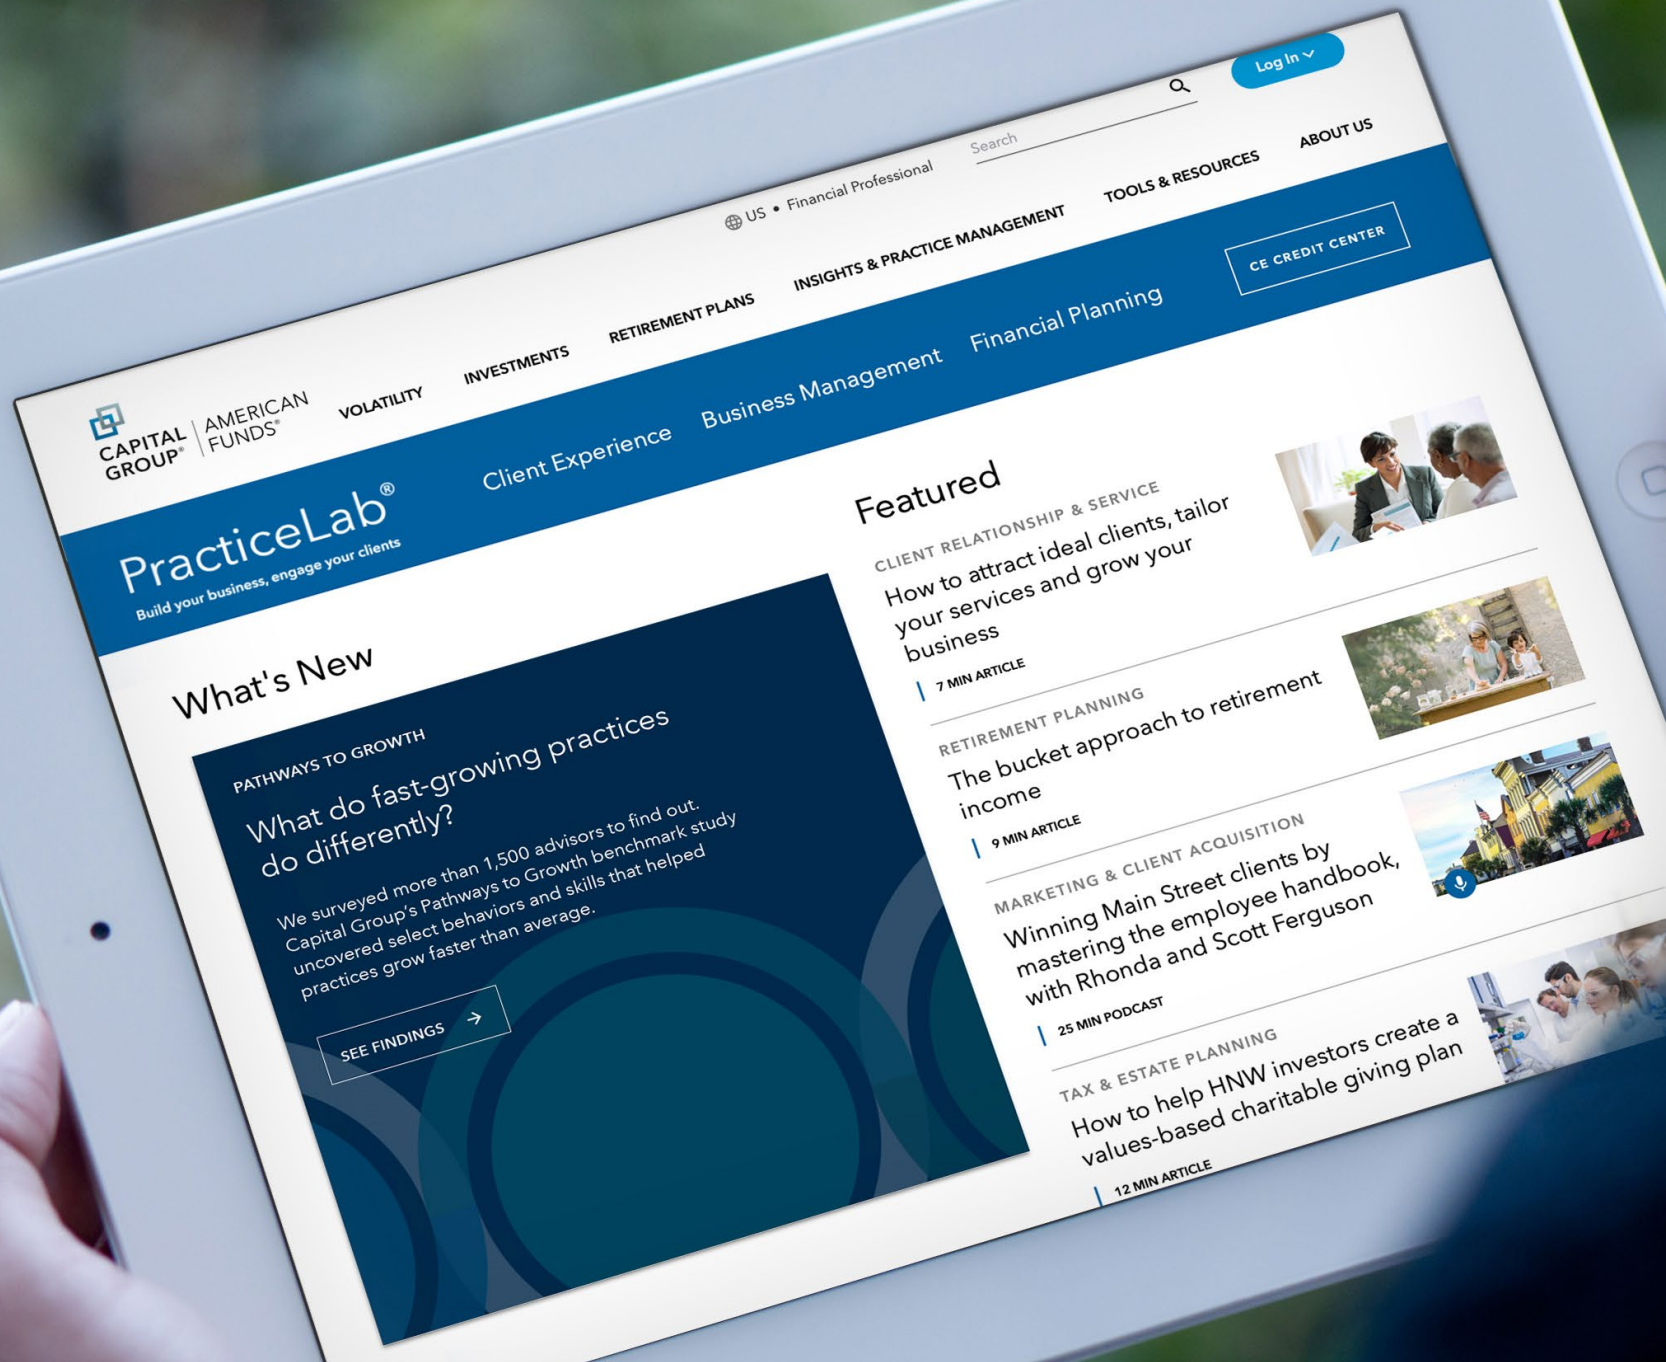 Log In
Search
US • Financial Professional
CAPITAL GROUP® | AMERICAN FUNDS®
VOLATILITY
INVESTMENTS
RETIREMENT PLANS
INSIGHTS & PRACTICE MANAGEMENT
TOOLS & RESOURCES
ABOUT US
PracticeLab®
Build your business, engage your clients
Client Experience
Business Management
Financial Planning
CE CREDIT CENTER
What's New
PATHWAYS TO GROWTH
What do fast-growing practices
do differently?
We surveyed more than 1,500 advisors to find out.
Capital Group's Pathways to Growth benchmark study
uncovered select behaviors and skills that helped
practices grow faster than average.
SEE FINDINGS →
Featured
CLIENT RELATIONSHIP & SERVICE
How to attract ideal clients, tailor
your services and grow your
business
7 MIN ARTICLE
RETIREMENT PLANNING
The bucket approach to retirement
income
9 MIN ARTICLE
MARKETING & CLIENT ACQUISITION
Winning Main Street clients by
mastering the employee handbook,
with Rhonda and Scott Ferguson
25 MIN PODCAST
TAX & ESTATE PLANNING
How to help HNW investors create a
values-based charitable giving plan
12 MIN ARTICLE